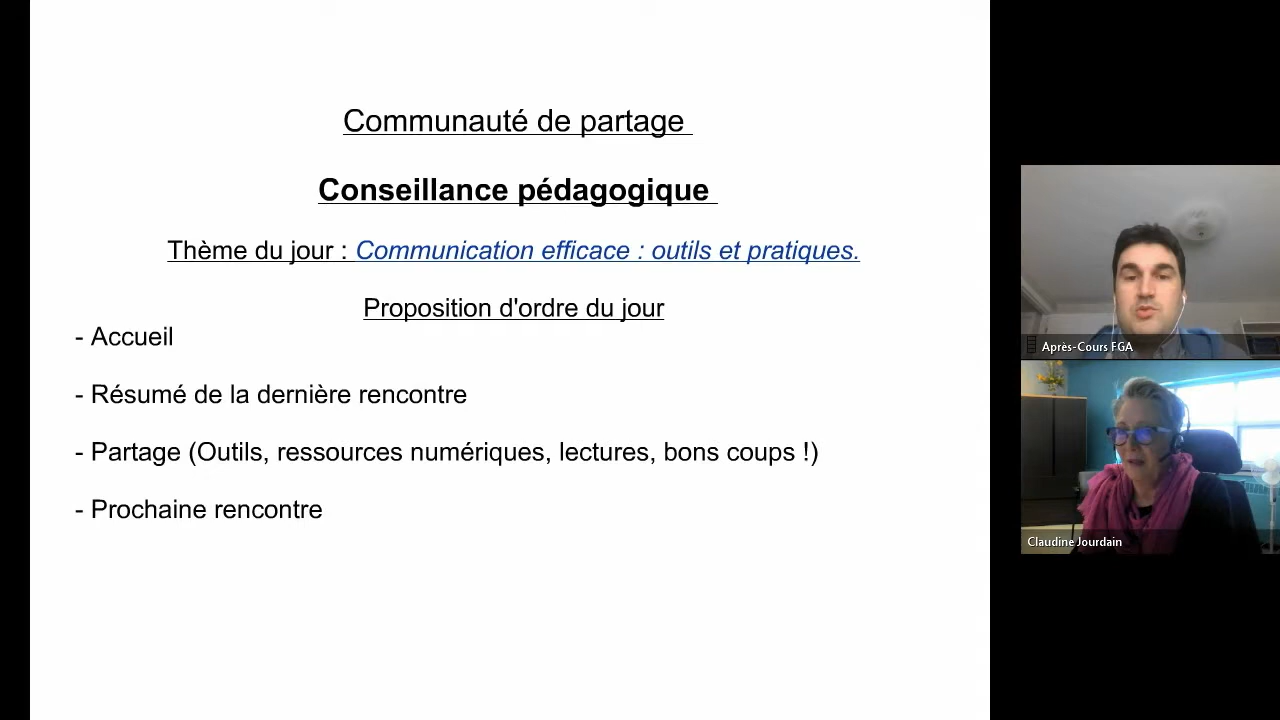 Communauté de partage
Conseillance pédagogique
Thème du jour : Communication efficace : outils et pratiques.
Proposition d'ordre du jour
- Accueil
- Résumé de la dernière rencontre
- Partage (Outils, ressources numériques, lectures, bons coups !)
- Prochaine rencontre
Après-Cours FGA
Claudine Jourdain